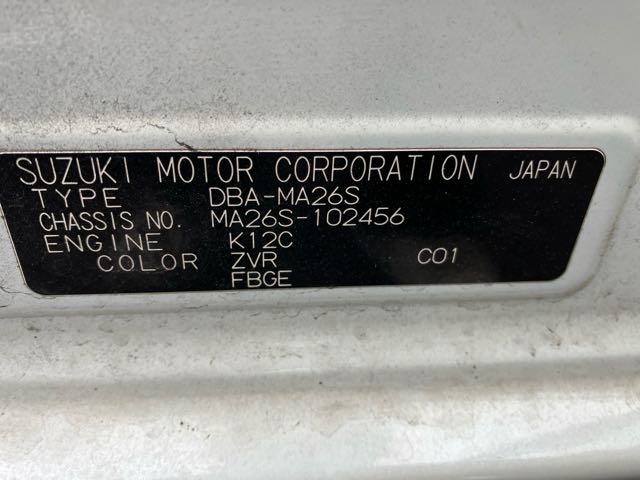 SUZUKI MOTOR CORPORATION JAPAN
TYPE DBA-MA26S
CHASSIS NO. MA26S-102456
ENGINE K12C
COLOR ZVR C01
FBGE